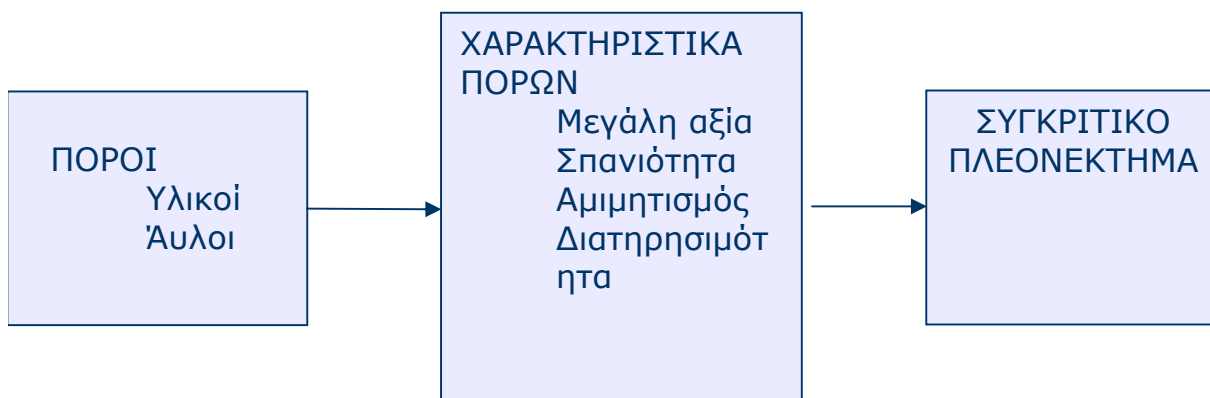 ΠΟΡΟΙ
Υλικοί
Άυλοι
ΧΑΡΑΚΤΗΡΙΣΤΙΚΑ
ΠΟΡΩΝ
Μεγάλη αξία
Σπανιότητα
Αμιμητισμός
Διατηρησιμότ
ητα
ΣΥΓΚΡΙΤΙΚΟ
ΠΛΕΟΝΕΚΤΗΜΑ